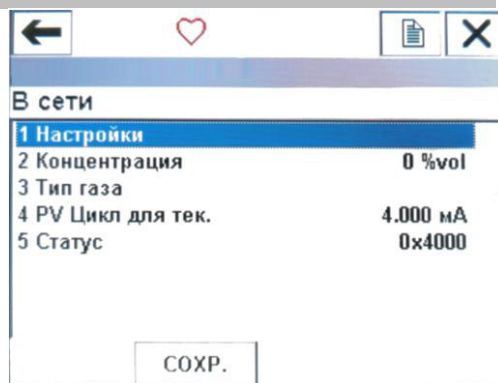 В сети
1 Настройки
2 Концентрация 0 %vol
3 Тип газа
4 PV Цикл для тек. 4.000 мА
5 Статус 0x4000
СОХР.